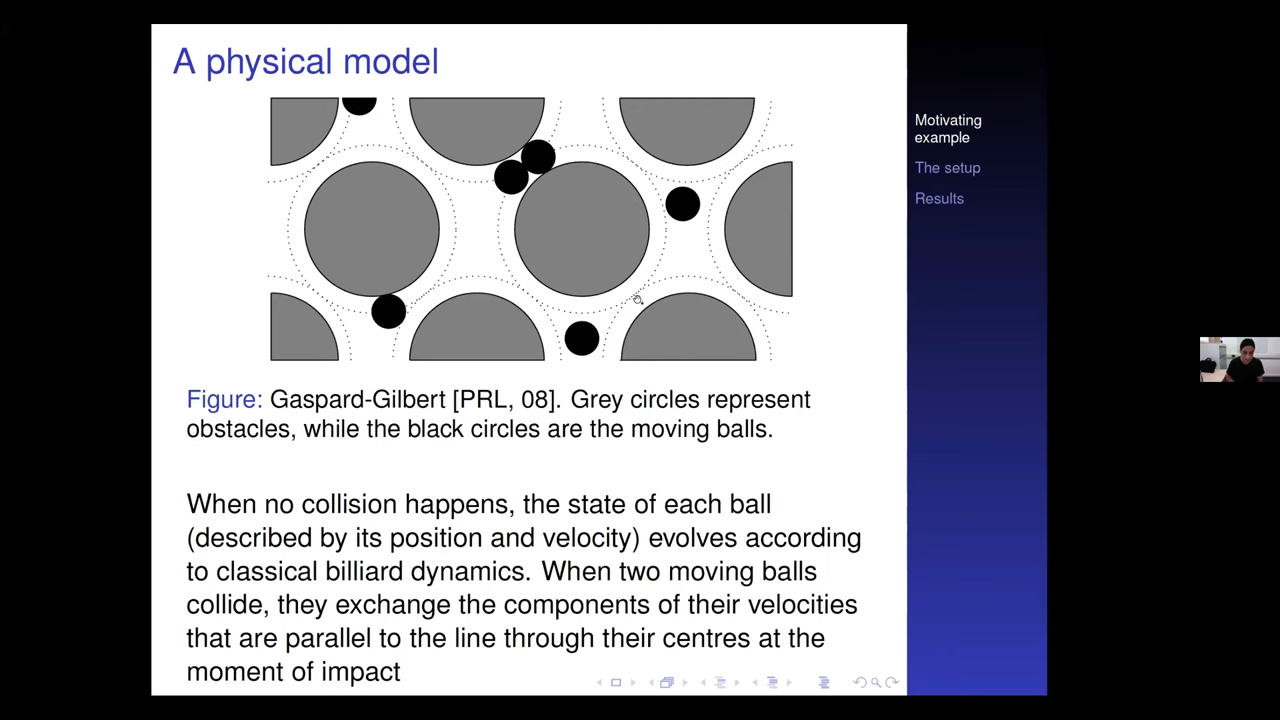 A physical model
Figure: Gaspard-Gilbert [PRL, 08]. Grey circles represent
obstacles, while the black circles are the moving balls.
When no collision happens, the state of each ball
(described by its position and velocity) evolves according
to classical billiard dynamics. When two moving balls
collide, they exchange the components of their velocities
that are parallel to the line through their centres at the
moment of impact
Motivating
example
The setup
Results